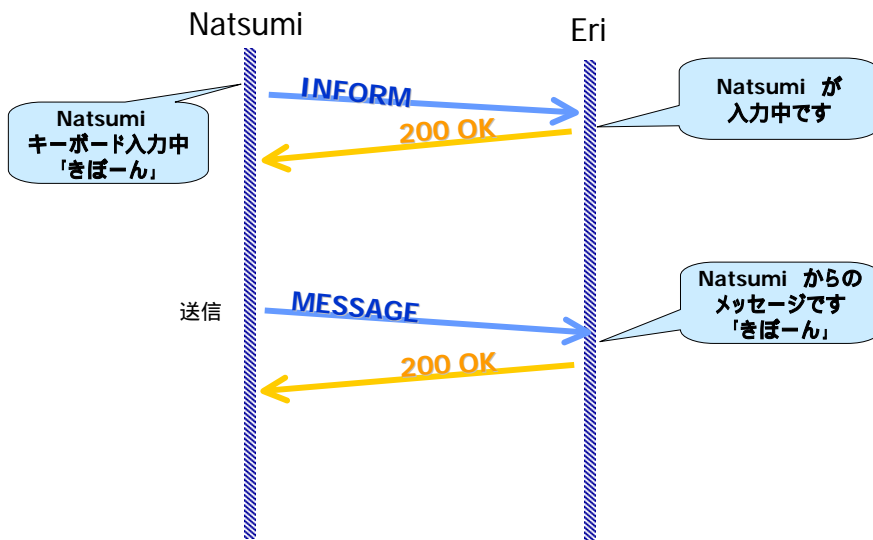 Natsumi
Eri
INFORM
Natsumi
キーボード入力中
「きぼーん」
Natsumi が
入力中です
200 OK
送信
MESSAGE
Natsumi からの
メッセージです
「きぼーん」
200 OK